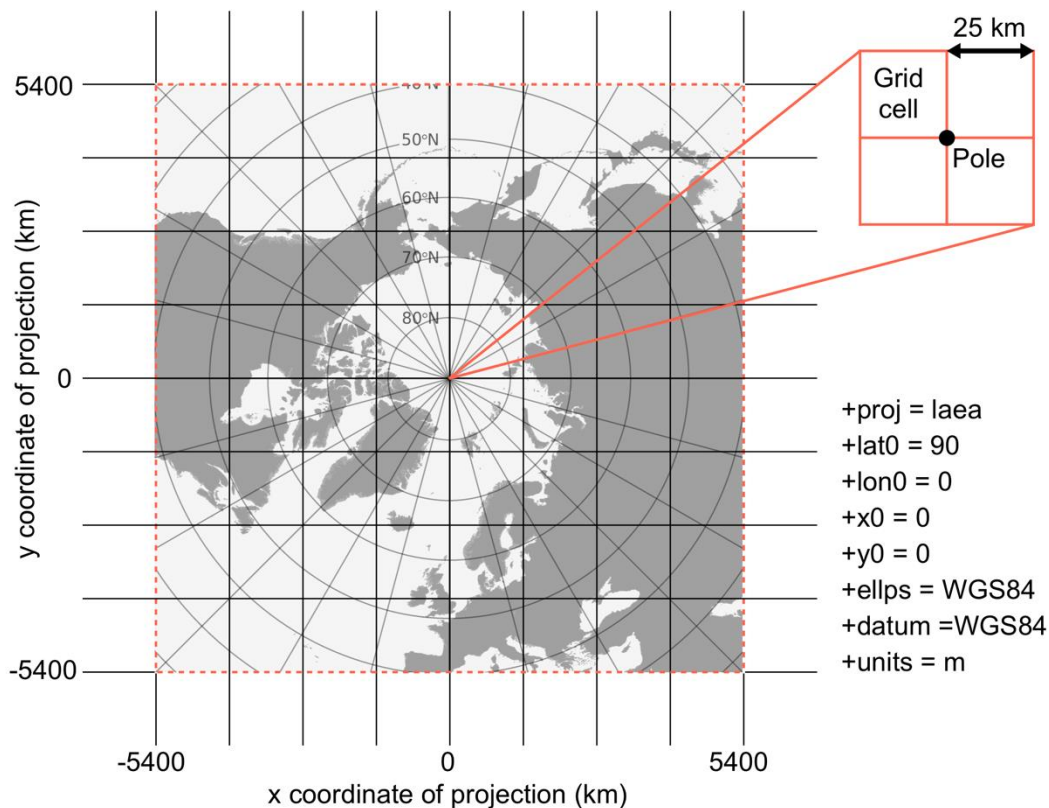 25 km
Grid
cell
Pole
5400
50°N
60°N
70°N
80°N
0
-5400
y coordinate of projection (km)
+proj = laea
+lat0 = 90
+lon0 = 0
+x0 = 0
+y0 = 0
+ellps = WGS84
+datum =WGS84
+units = m
-5400
0
5400
x coordinate of projection (km)